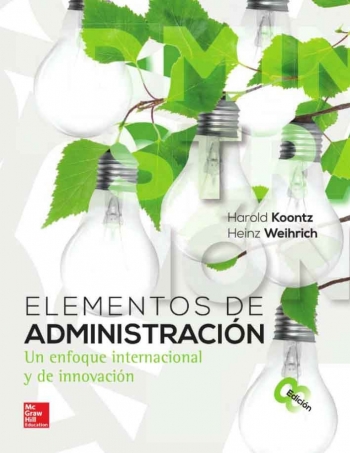 Harold Koontz
Heinz Weihrich
ELEMENTOS DE
ADMINISTRACIÓN
Un enfoque internacional
y de innovación
Edición
Mc
Graw
Hill
Education